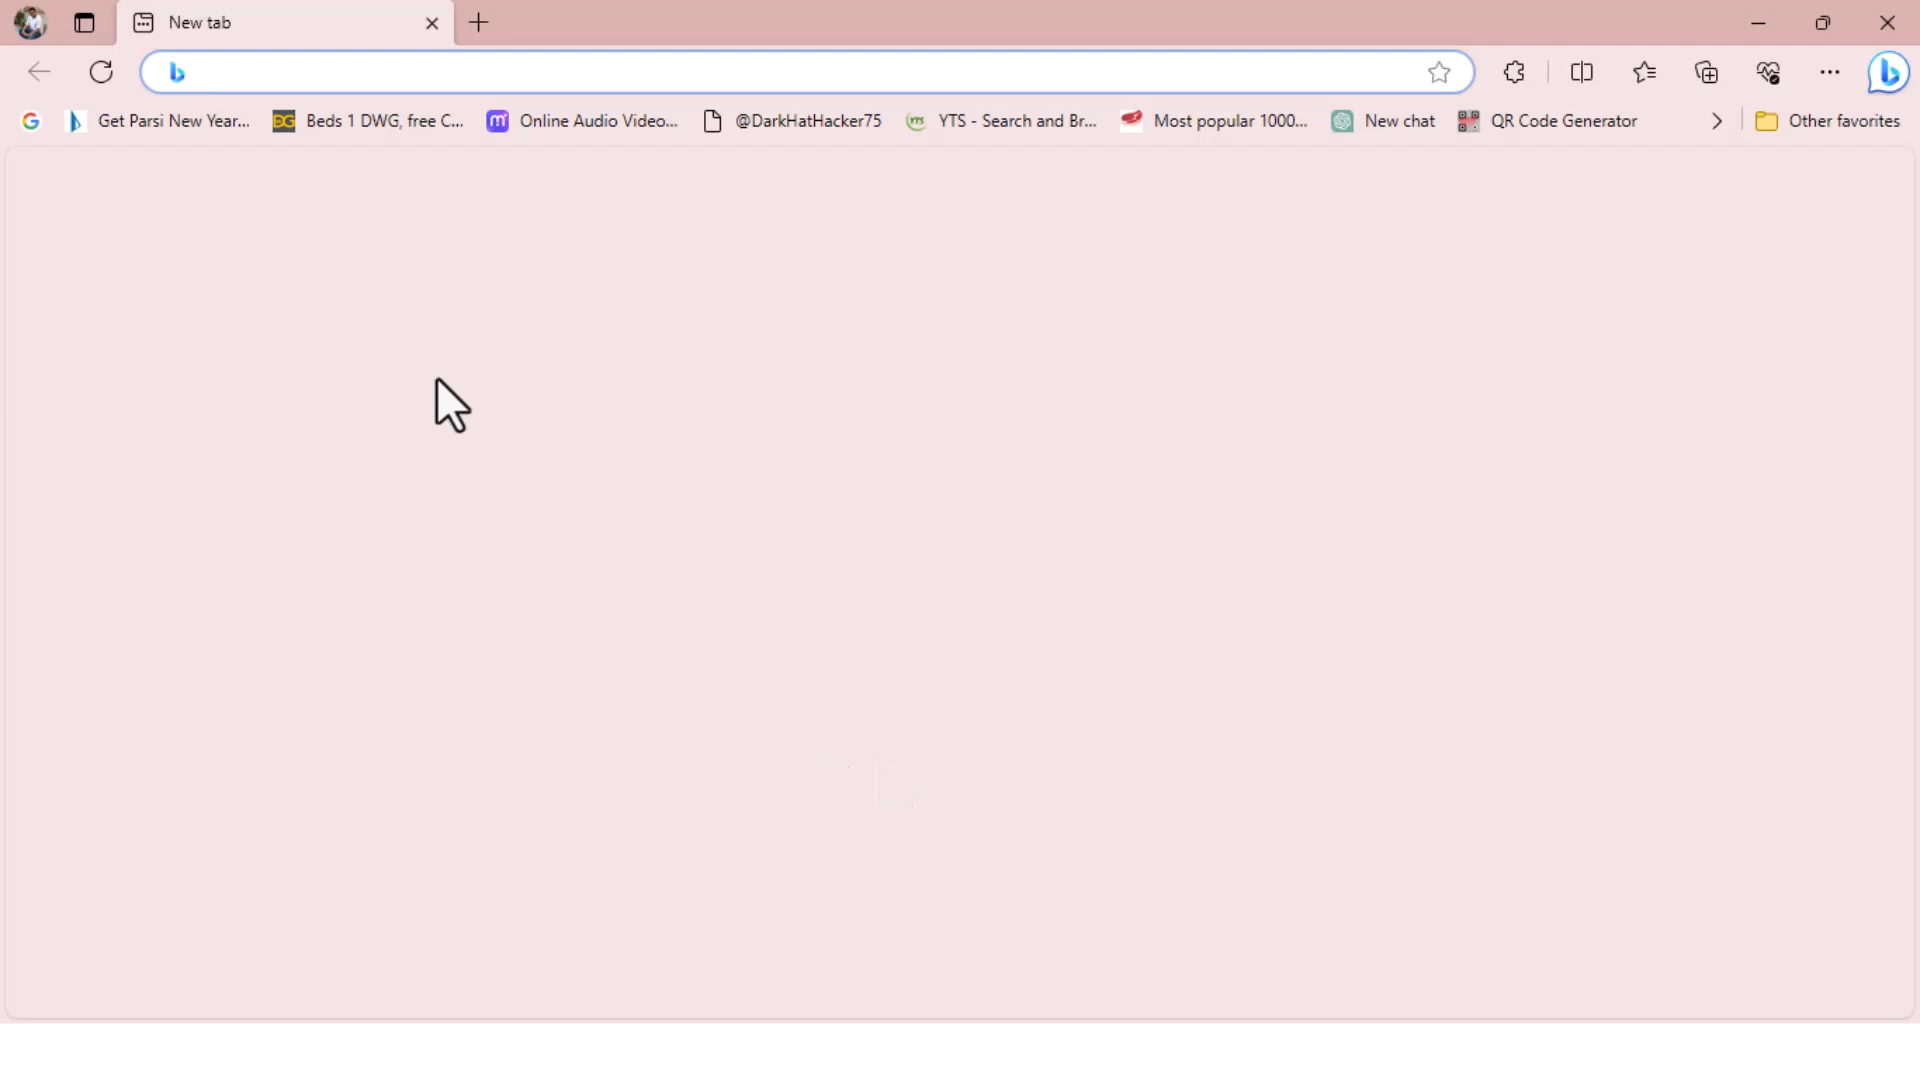 New tab
Get Parsi New Year... DG Beds 1 DWG, free C... m Online Audio Video... @DarkHatHacker75 YTS - Search and Br... Most popular 1000... New chat QR Code Generator Other favorites